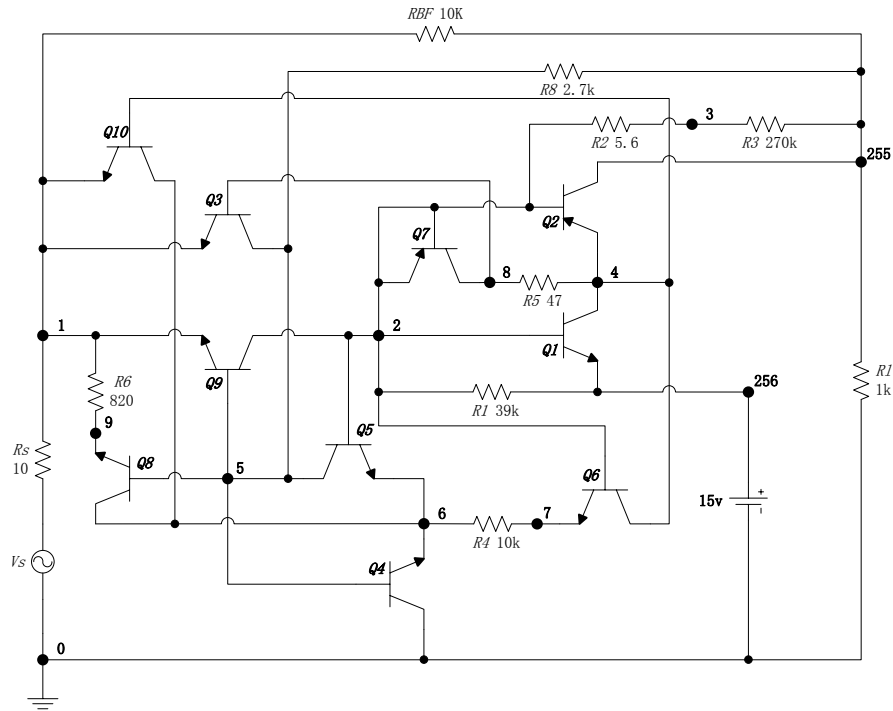 RBF 10K
R8 2.7k
3
R2 5.6
R3 270k
Q10
255
Q3
Q7
Q2
8
4
R5 47
1
2
Q1
256
R6
820
R1 39k
R1
1k
9
Q5
Rs
10
Q8
5
Q6
15v
+
-
6
7
R4 10k
Vs
Q4
0